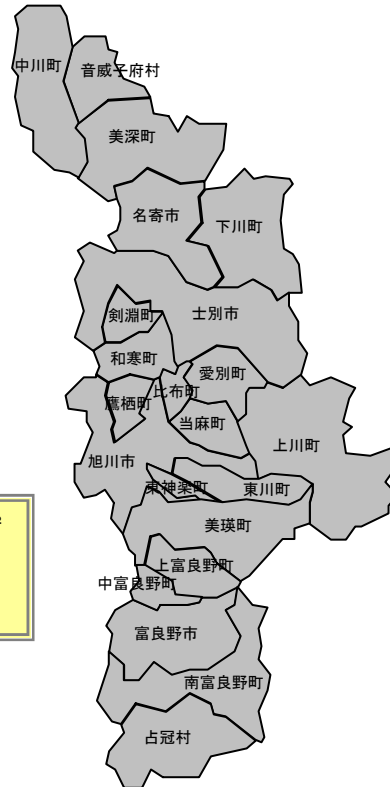 中川町
音威子府村
美深町
名寄市
下川町
士別市
剣淵町
和寒町
愛別町
比布町
鷹栖町
当麻町
上川町
旭川市
東神楽町
東川町
美瑛町
上富良野町
中富良野町
富良野市
南富良野町
占冠村